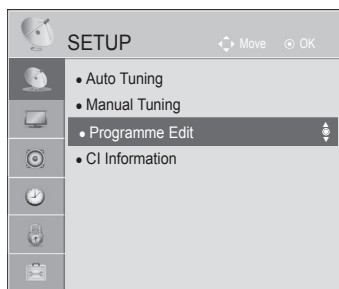 SETUP
Move
OK
• Auto Tuning
• Manual Tuning
• Programme Edit
• CI Information